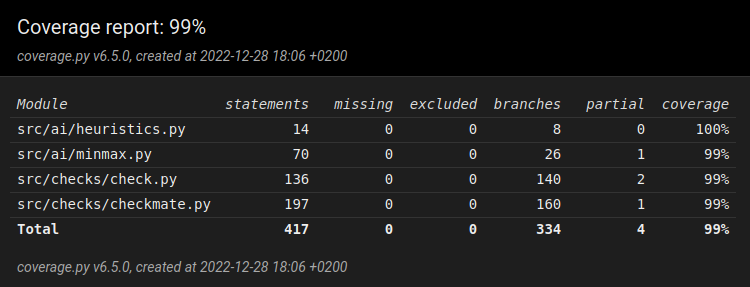 Coverage report: 99%
coverage.py v6.5.0, created at 2022-12-28 18:06 +0200
Module statements missing excluded branches partial coverage
src/ai/heuristics.py 14 0 0 8 0 100%
src/ai/minmax.py 70 0 0 26 1 99%
src/checks/check.py 136 0 0 140 2 99%
src/checks/checkmate.py 197 0 0 160 1 99%
Total 417 0 0 334 4 99%
coverage.py v6.5.0, created at 2022-12-28 18:06 +0200